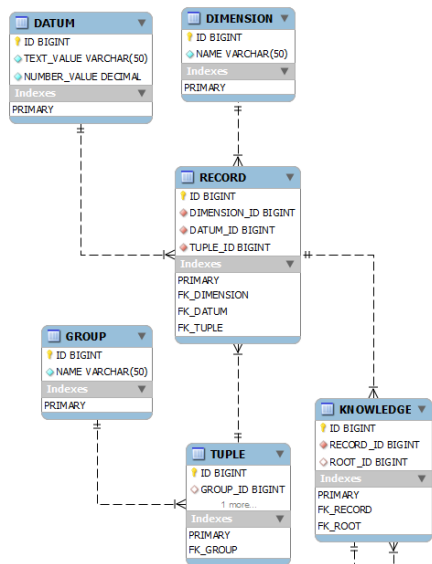 DATUM
ID BIGINT
TEXT_VALUE VARCHAR(50)
NUMBER_VALUE DECIMAL
Indexes
PRIMARY
DIMENSION
ID BIGINT
NAME VARCHAR(50)
Indexes
PRIMARY
RECORD
ID BIGINT
DIMENSION_ID BIGINT
DATUM_ID BIGINT
TUPLE_ID BIGINT
Indexes
PRIMARY
FK_DIMENSION
FK_DATUM
FK_TUPLE
GROUP
ID BIGINT
NAME VARCHAR(50)
Indexes
PRIMARY
KNOWLEDGE
ID BIGINT
RECORD_ID BIGINT
ROOT_ID BIGINT
Indexes
PRIMARY
FK_RECORD
FK_ROOT
TUPLE
ID BIGINT
GROUP_ID BIGINT
1 more...
Indexes
PRIMARY
FK_GROUP